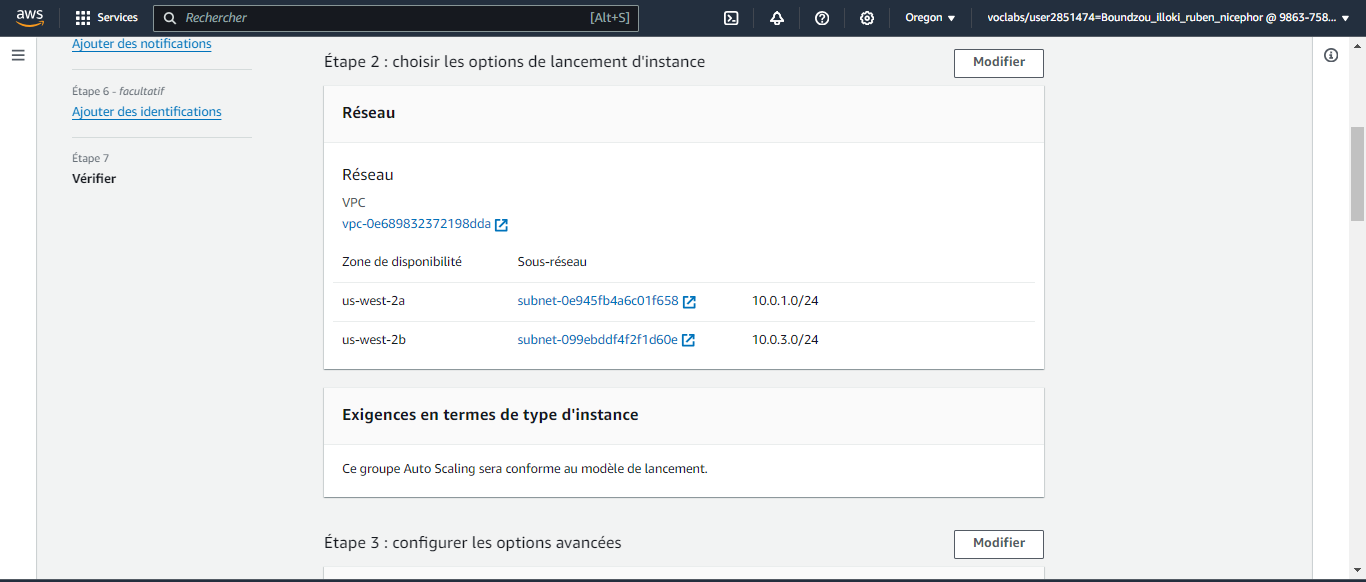 aws
Services
Rechercher
[Alt+S]
Oregon
voclabs/user2851474=Boundzou_illoki_ruben_nicephor @ 9863-758...
Ajouter des notifications
Étape 6 - facultatif
Ajouter des identifications
Étape 7
Vérifier
Étape 2 : choisir les options de lancement d'instance
Modifier
Réseau
Réseau
VPC
vpc-0e689832372198dda
Zone de disponibilité Sous-réseau
us-west-2a subnet-0e945fb4a6c01f658 10.0.1.0/24
us-west-2b subnet-099ebddf4f2f1d60e 10.0.3.0/24
Exigences en termes de type d'instance
Ce groupe Auto Scaling sera conforme au modèle de lancement.
Étape 3 : configurer les options avancées
Modifier